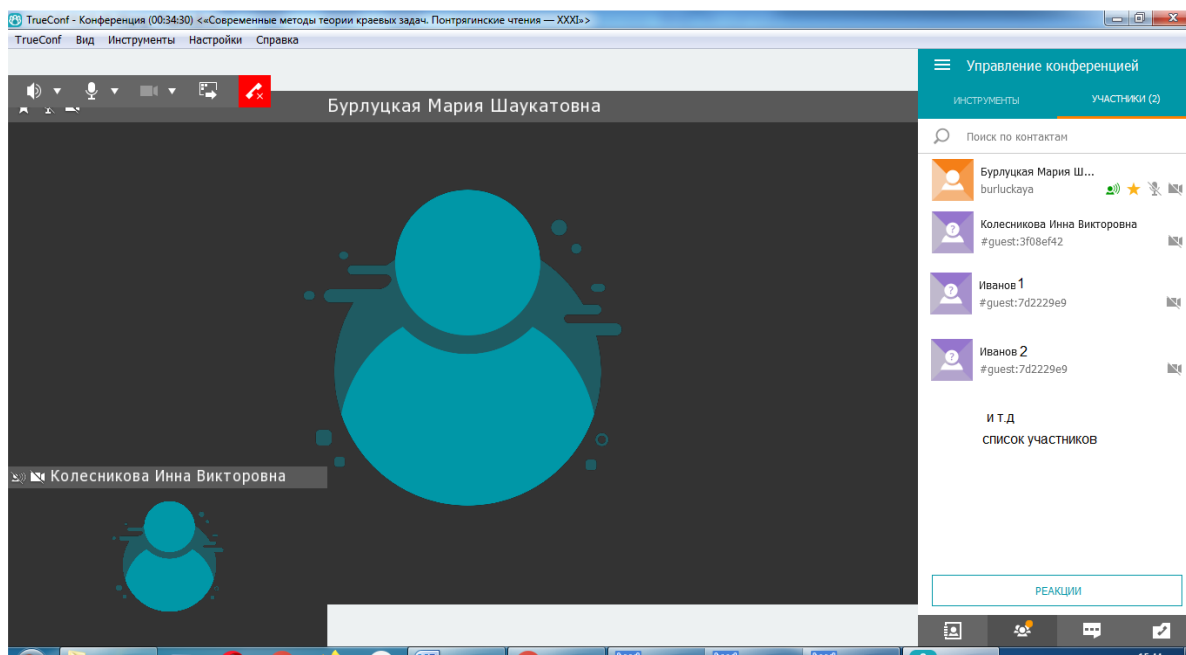 TrueConf - Конференция (00:34:30) <«Современные методы теории краевых задач. Понтрягинские чтения — XXXI»>
TrueConf Вид Инструменты Настройки Справка
Управление конференцией
ИНСТРУМЕНТЫ УЧАСТНИКИ (2)
Бурлуцкая Мария Шаукатовна
Поиск по контактам
Бурлуцкая Мария Ш...
burluckaya
Колесникова Инна Викторовна
#guest:3f08ef42
Иванов 1
#guest:7d2229e9
Иванов 2
#guest:7d2229e9
и т.д
список участников
Колесникова Инна Викторовна
РЕАКЦИИ